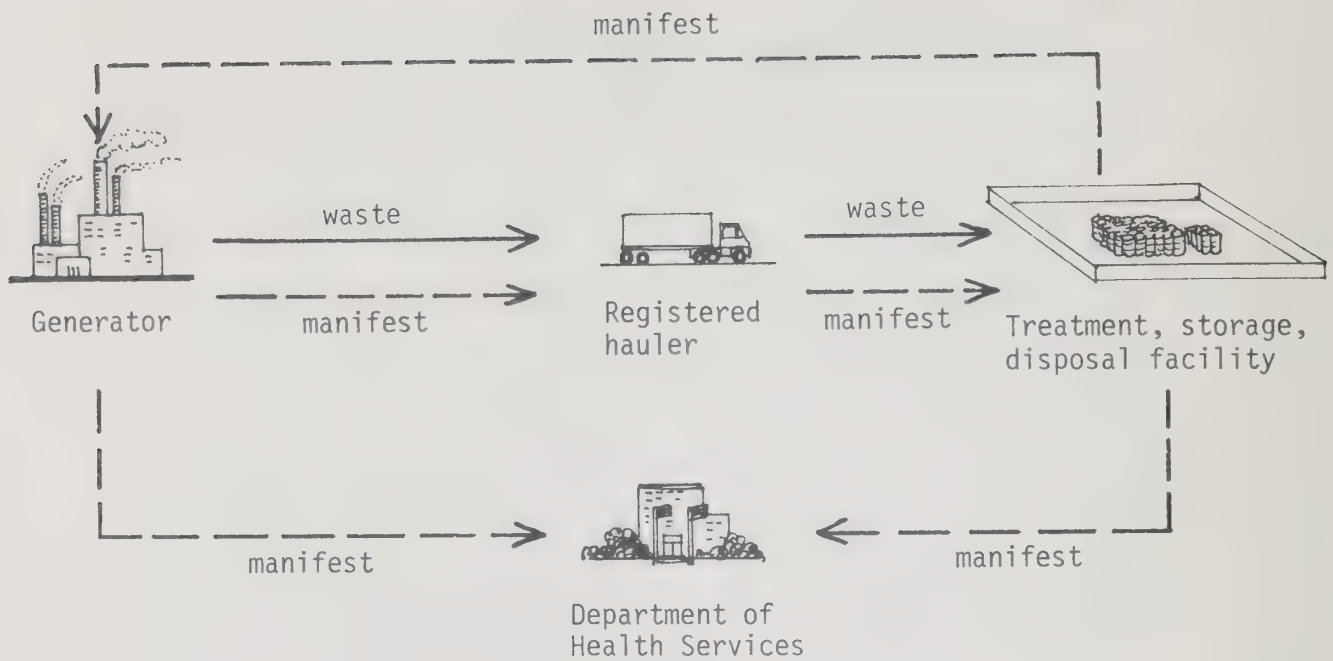 manifest
waste
waste
manifest
manifest
Generator
Registered
hauler
Treatment, storage,
disposal facility
manifest
manifest
Department of
Health Services